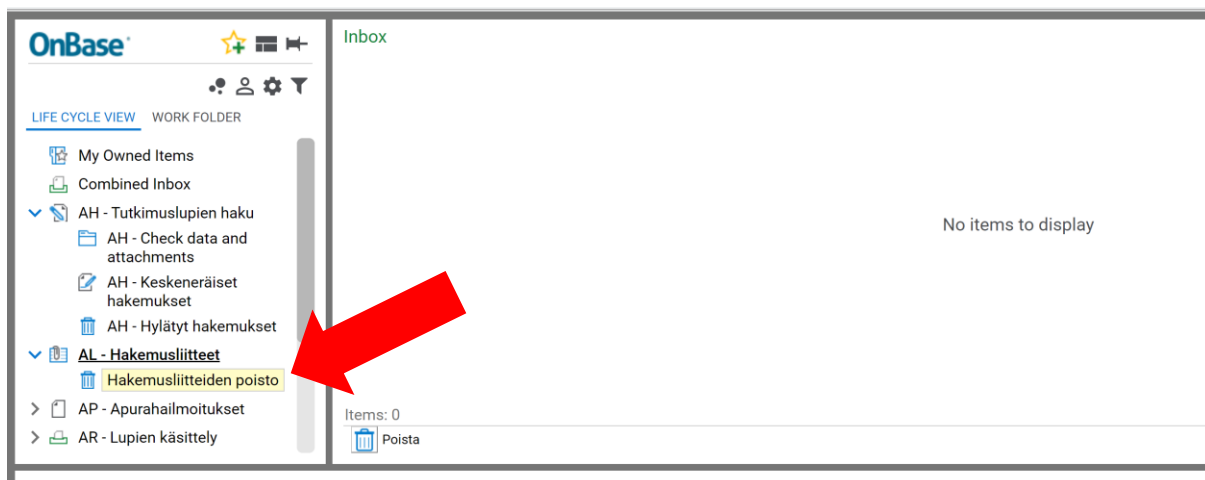 OnBase
LIFE CYCLE VIEW WORK FOLDER
My Owned Items
Combined Inbox
AH - Tutkimuslupien haku
AH - Check data and
attachments
AH - Keskeneräiset
hakemukset
AH - Hylätyt hakemukset
AL - Hakemusliitteet
Hakemusliitteiden poisto
AP - Apurahailmoitukset
AR - Lupien käsittely
Inbox
No items to display
Items: 0
Poista